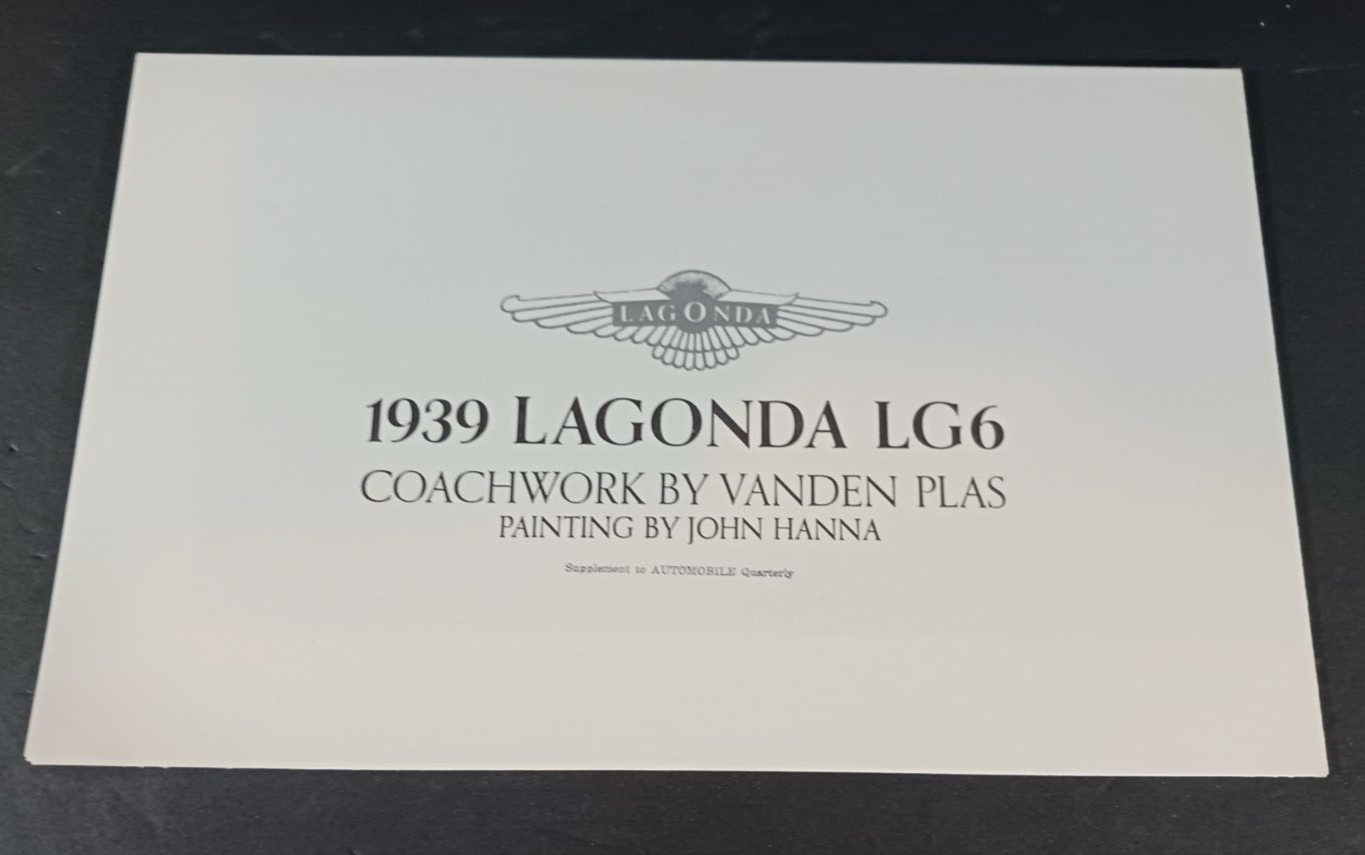 LAGONDA
1939 LAGONDA LG6
COACHWORK BY VANDEN PLAS
PAINTING BY JOHN HANNA
Supplement to AUTOMOBILE Quarterly